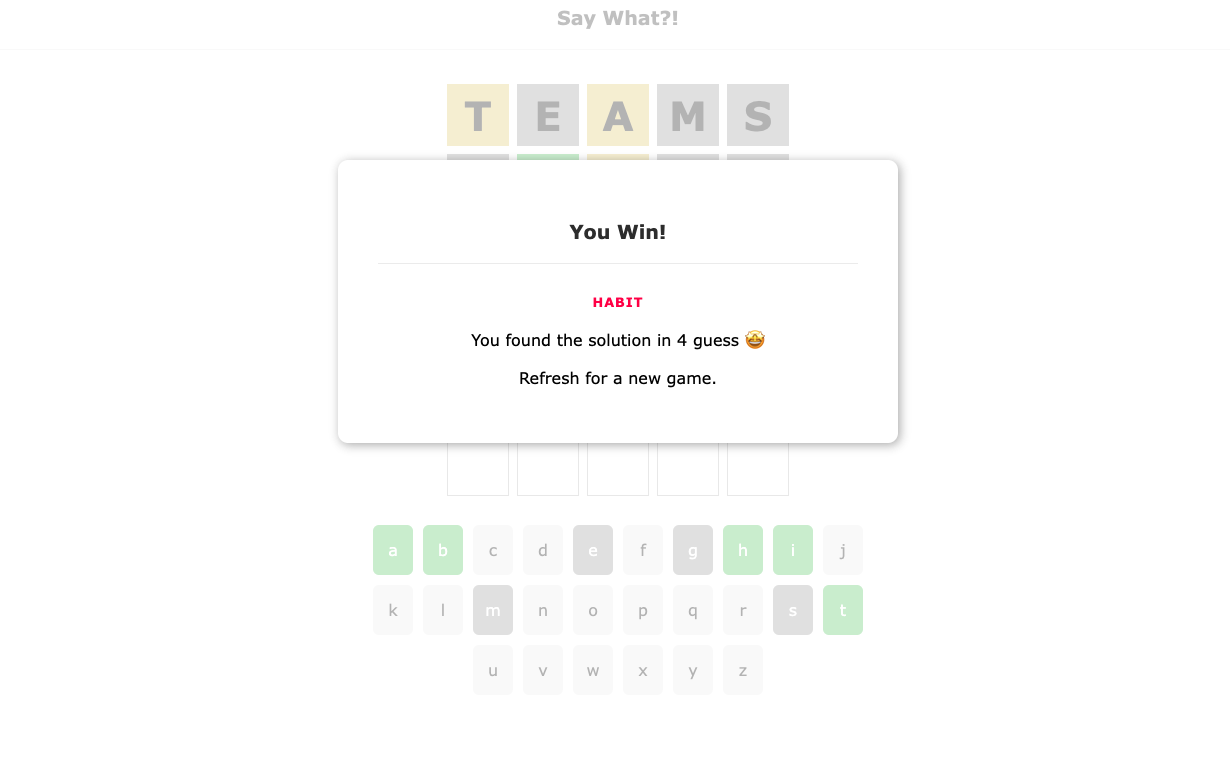 Say What?!
T E A M S
You Win!
HABIT
You found the solution in 4 guess 🤩
Refresh for a new game.
a b c d e f g h i j
k l m n o p q r s t
u v w x y z